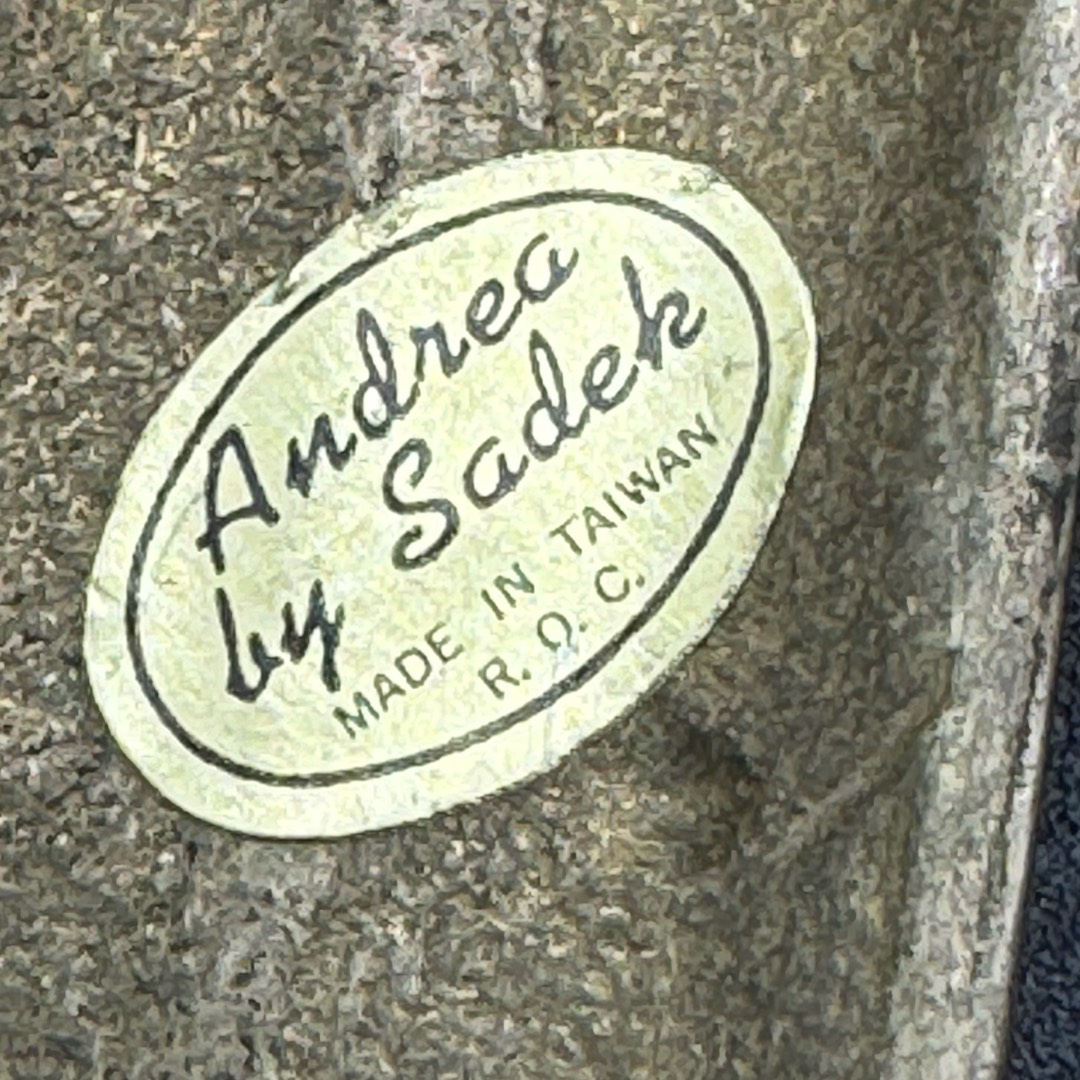 Andrea
by Sadek
MADE IN TAIWAN
R. O. C.